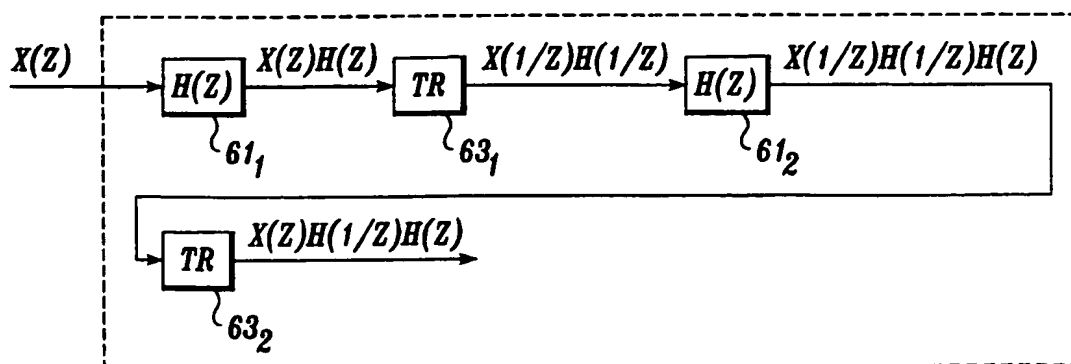 X(Z)
H(Z)
X(Z)H(Z)
TR
X(1/Z)H(1/Z)
H(Z)
X(1/Z)H(1/Z)H(Z)
61₁
63₁
61₂
TR
X(Z)H(1/Z)H(Z)
63₂